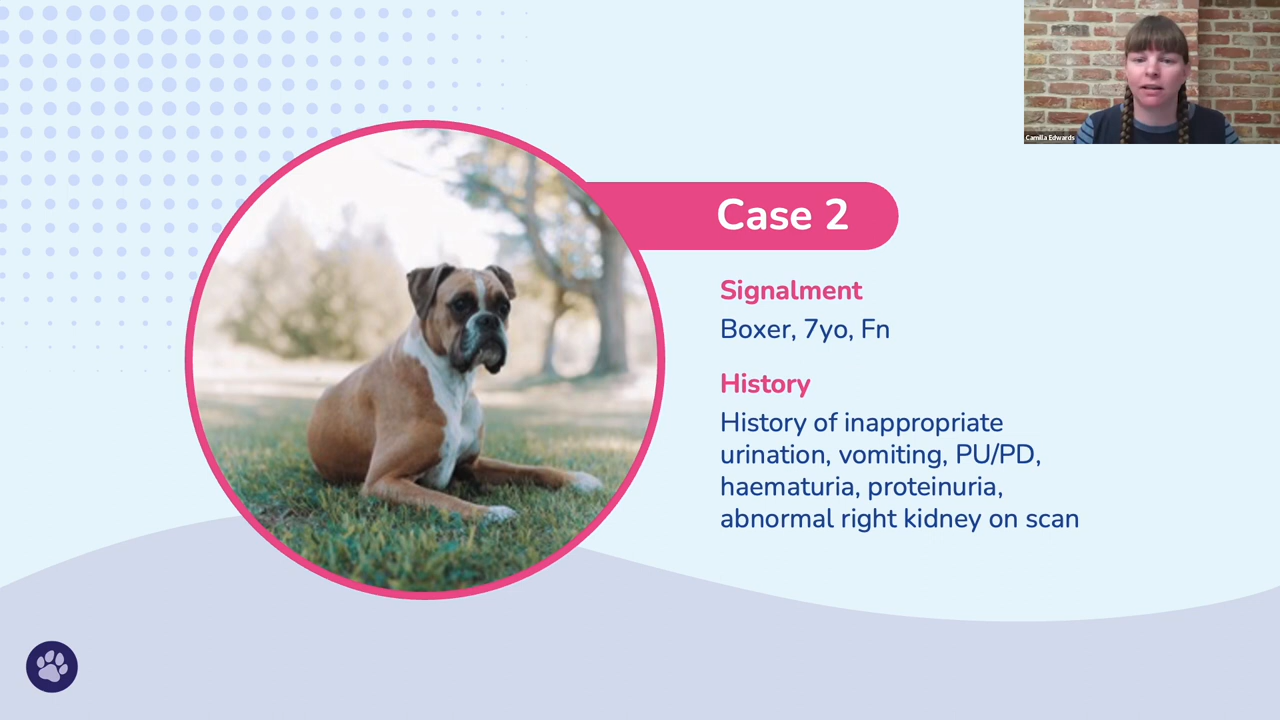 Camilla Edwards
Case 2
Signalment
Boxer, 7yo, Fn
History
History of inappropriate
urination, vomiting, PU/PD,
haematuria, proteinuria,
abnormal right kidney on scan